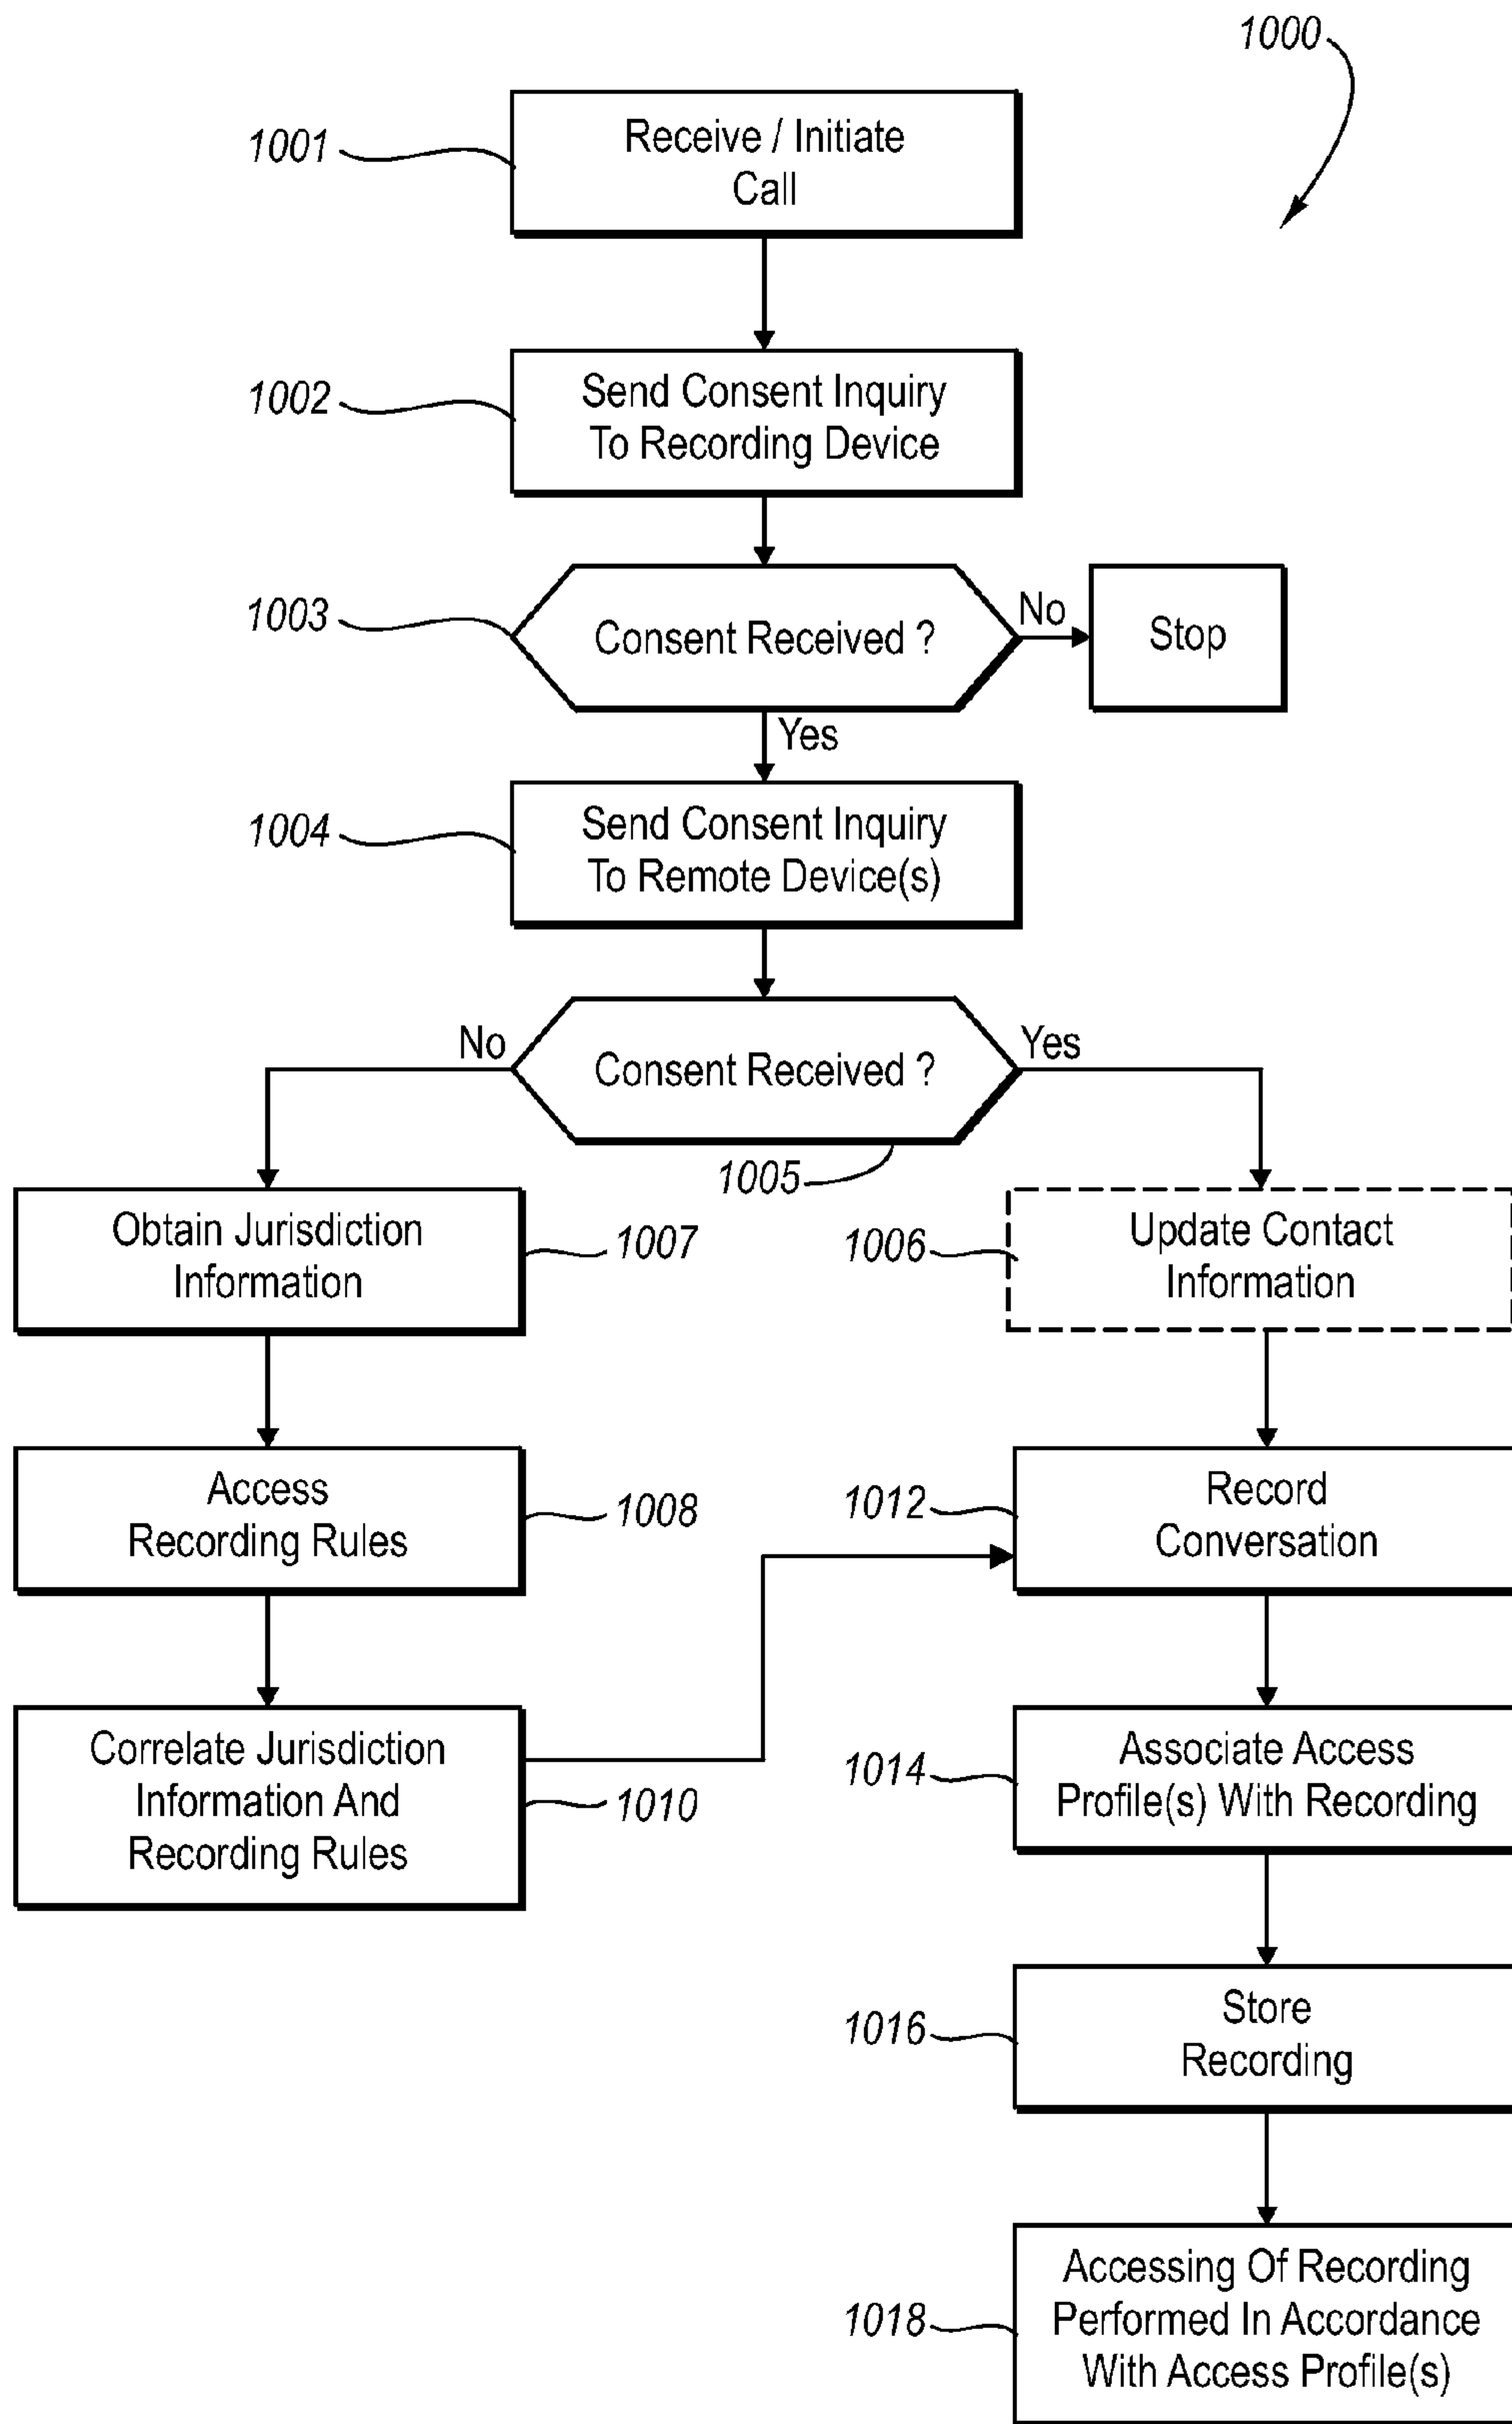 1000
1001
Receive / Initiate
Call
1002
Send Consent Inquiry
To Recording Device
1003
Consent Received ?
No
Stop
Yes
1004
Send Consent Inquiry
To Remote Device(s)
No
Consent Received ?
Yes
1005
Obtain Jurisdiction
Information
1007
1006
Update Contact
Information
Access
Recording Rules
1008
1012
Record
Conversation
Correlate Jurisdiction
Information And
Recording Rules
1010
1014
Associate Access
Profile(s) With Recording
1016
Store
Recording
1018
Accessing Of Recording
Performed In Accordance
With Access Profile(s)